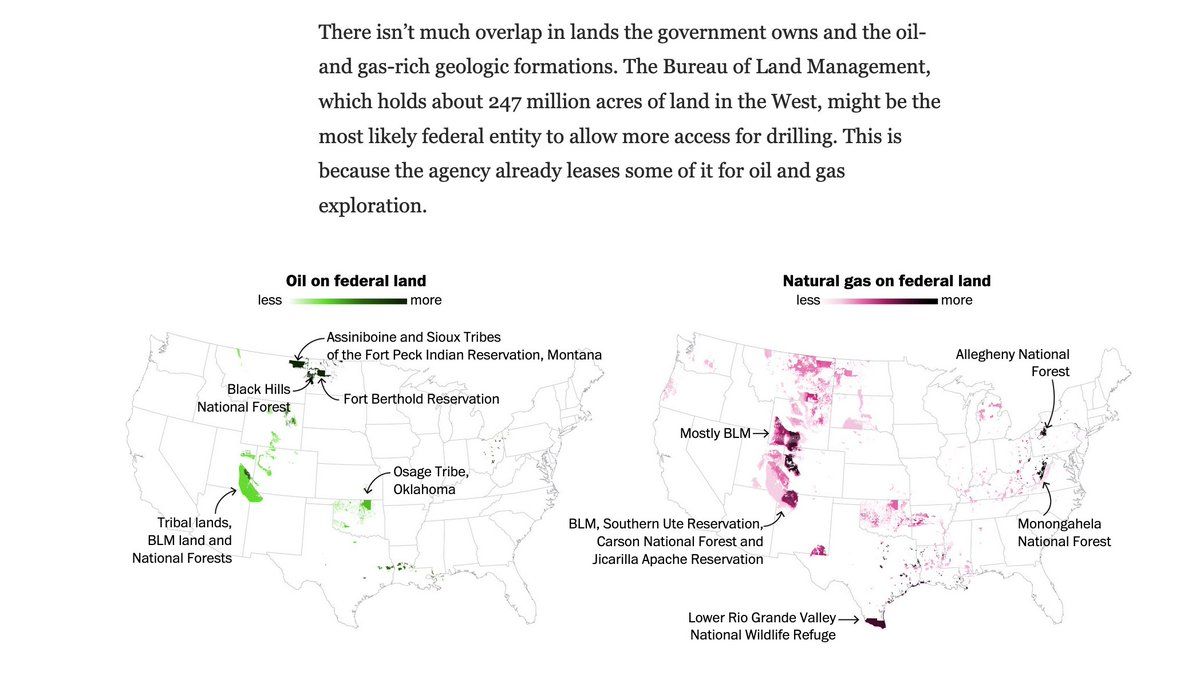 There isn’t much overlap in lands the government owns and the oil-
and gas-rich geologic formations. The Bureau of Land Management,
which holds about 247 million acres of land in the West, might be the
most likely federal entity to allow more access for drilling. This is
because the agency already leases some of it for oil and gas
exploration.
Oil on federal land
less more
Assiniboine and Sioux Tribes
of the Fort Peck Indian Reservation, Montana
Black Hills
National Forest
Fort Berthold Reservation
Osage Tribe,
Oklahoma
Tribal lands,
BLM land and
National Forests
Natural gas on federal land
less more
Allegheny National
Forest
Mostly BLM
BLM, Southern Ute Reservation,
Carson National Forest and
Jicarilla Apache Reservation
Monongahela
National Forest
Lower Rio Grande Valley
National Wildlife Refuge